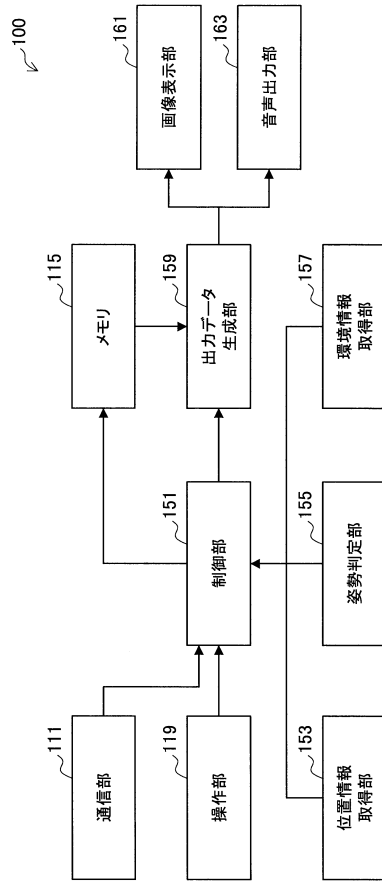 100
111
通信部
119
操作部
153
位置情報
取得部
151
制御部
155
姿勢判定部
115
メモリ
159
出力データ
生成部
157
環境情報
取得部
161
画像表示部
163
音声出力部